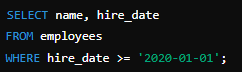 SELECT name, hire_date
FROM employees
WHERE hire_date >= '2020-01-01';